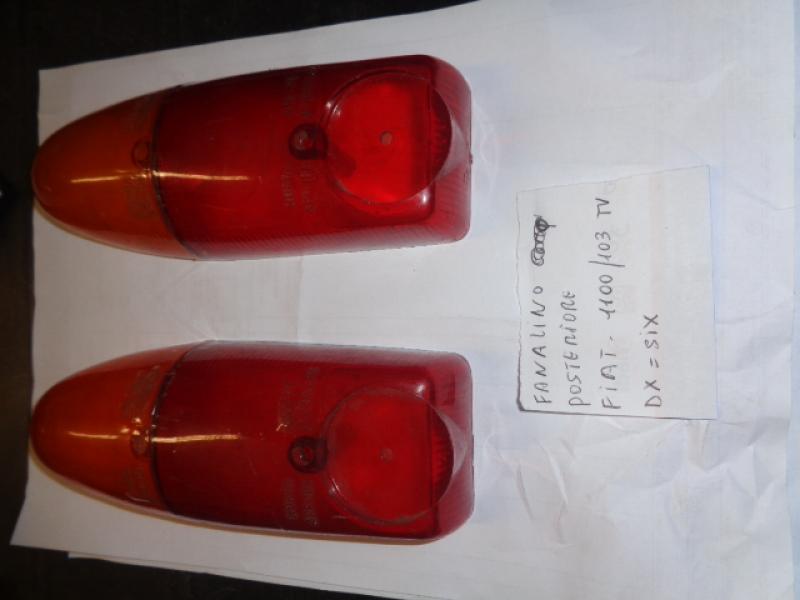 FANALINO
POSTERIORE
FIAT - 1100/103 TV
DX = SIX